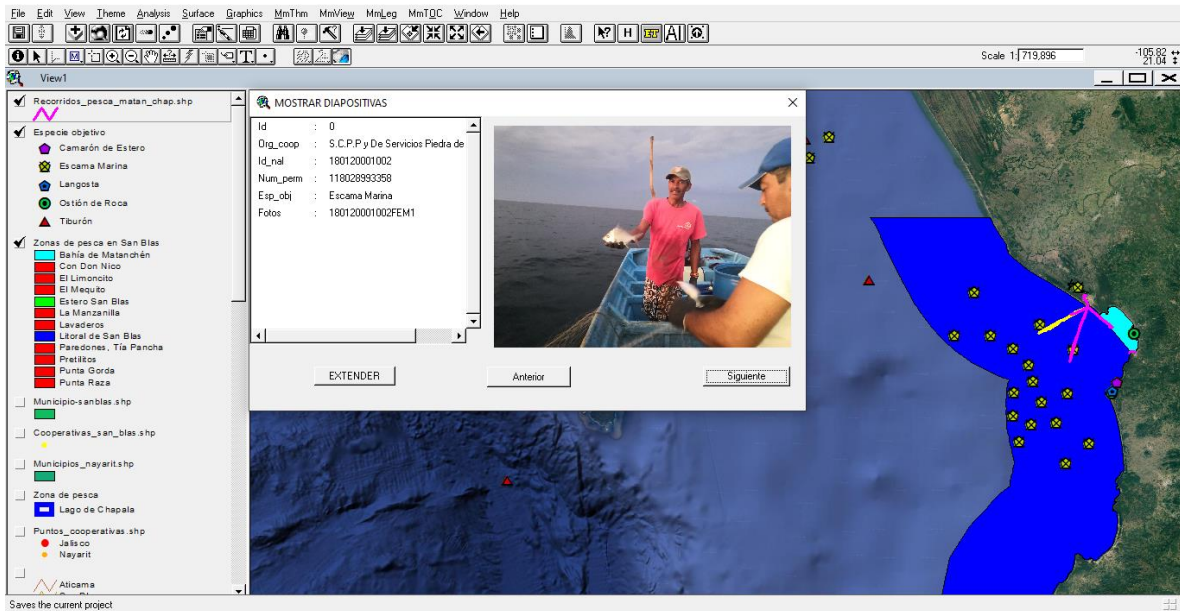 File Edit View Theme Analysis Surface Graphics MmThm MmView MmLeg MmTOC Window Help
Scale 1: 719,896
-105.82
21.04
View1
Recorridos_pesca_matan_chap.shp
Especie objetivo
Camarón de Estero
Escama Marina
Langosta
Ostión de Roca
Tiburón
Zonas de pesca en San Blas
Bahía de Matanchén
Con Don Nico
El Limoncito
El Mequito
Estero San Blas
La Manzanilla
Lavaderos
Litoral de San Blas
Paredones, Tía Pancha
Pretilitos
Punta Gorda
Punta Raza
Municipio-sanblas.shp
Cooperativas_san_blas.shp
Municipios_nayarit.shp
Zona de pesca
Lago de Chapala
Puntos_cooperativas.shp
Jalisco
Nayarit
Aticama
MOSTRAR DIAPOSITIVAS
Id : 0
Org_coop : S.C.P.P y De Servicios Piedra de
Id_nal : 180120001002
Num_perm : 118028993358
Esp_obj : Escama Marina
Fotos : 180120001002FEM1
EXTENDER
Anterior
Siguiente
Saves the current project